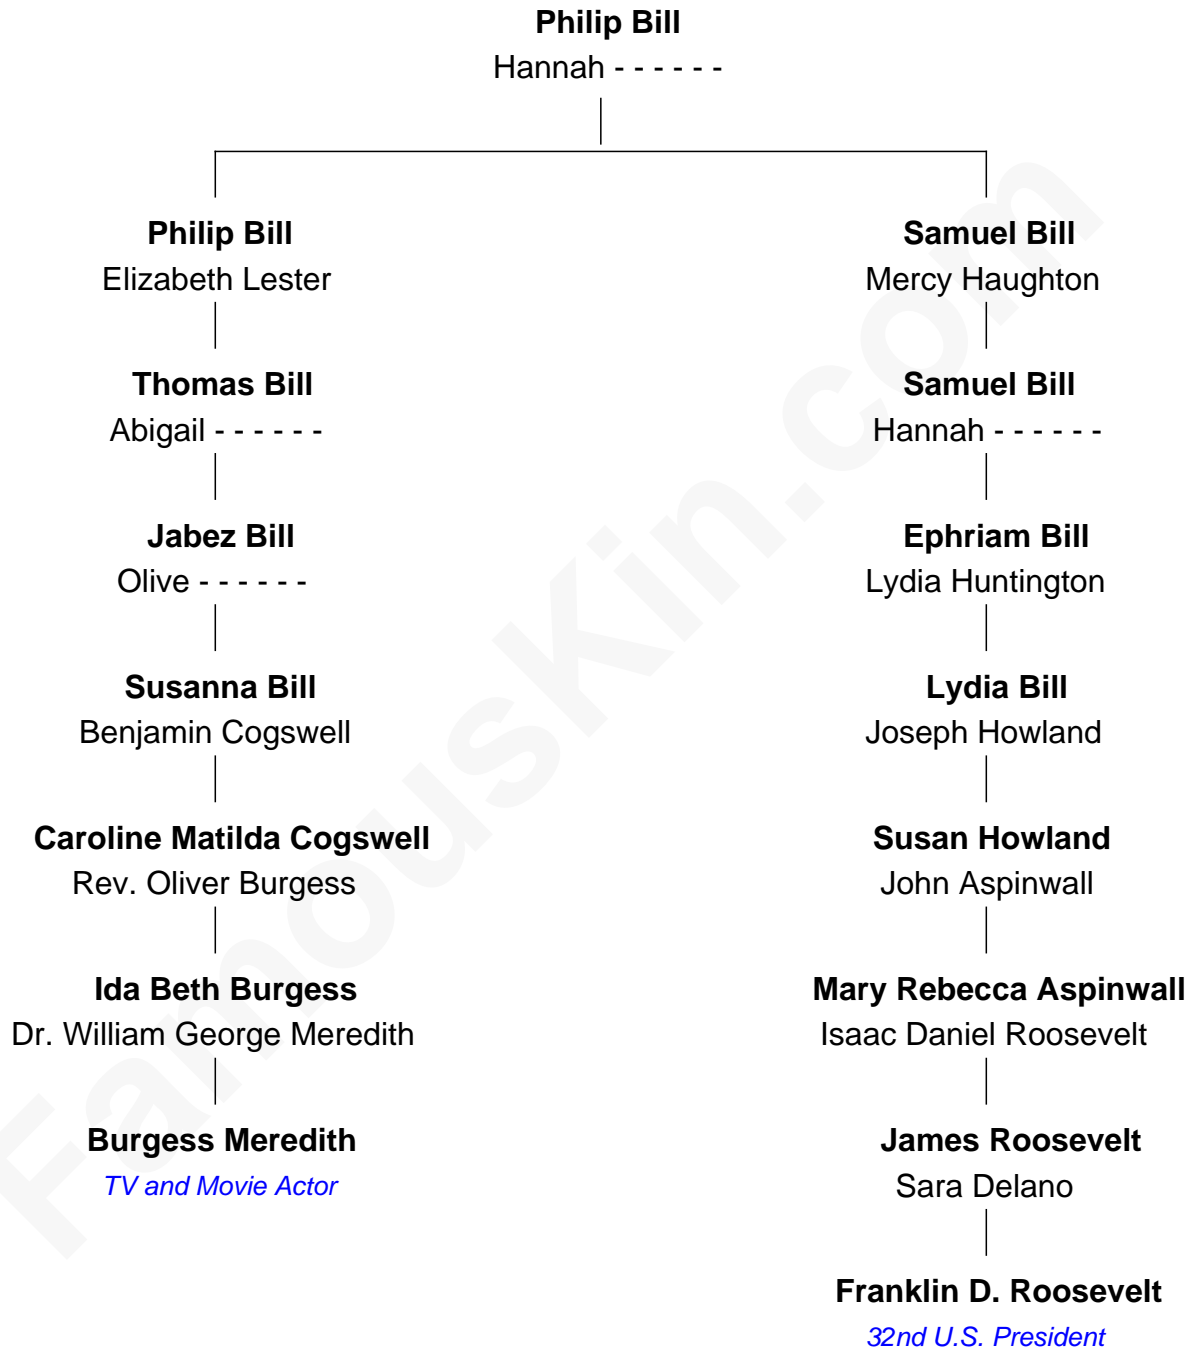 Philip Bill
Hannah - - - - - -
Philip Bill
Elizabeth Lester
Thomas Bill
Abigail - - - - - -
Jabez Bill
Olive - - - - - -
Susanna Bill
Benjamin Cogswell
Caroline Matilda Cogswell
Rev. Oliver Burgess
Ida Beth Burgess
Dr. William George Meredith
Burgess Meredith
TV and Movie Actor
Samuel Bill
Mercy Haughton
Samuel Bill
Hannah - - - - - -
Ephriam Bill
Lydia Huntington
Lydia Bill
Joseph Howland
Susan Howland
John Aspinwall
Mary Rebecca Aspinwall
Isaac Daniel Roosevelt
James Roosevelt
Sara Delano
Franklin D. Roosevelt
32nd U.S. President
FamousKin.com